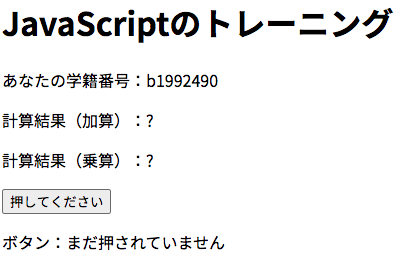 JavaScriptのトレーニング
あなたの学籍番号：b1992490
計算結果（加算）：?
計算結果（乗算）：?
押してください
ボタン：まだ押されていません